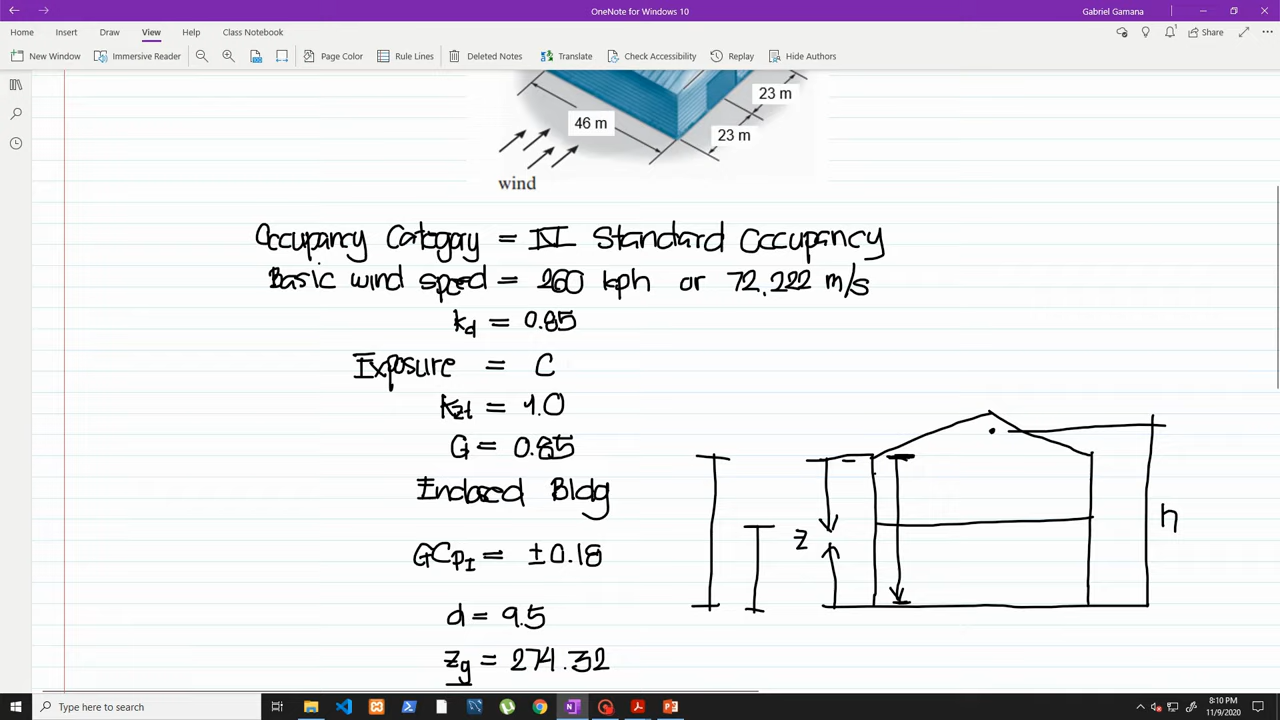 OneNote for Windows 10
Gabriel Gamana
Home Insert Draw View Help Class Notebook
Share
New Window Immersive Reader Page Color Rule Lines Deleted Notes Translate Check Accessibility Replay Hide Authors
23 m
46 m
23 m
wind
Occupancy Category = IV Standard Occupancy
Basic wind speed = 260 kph or 72.222 m/s
kd = 0.85
Exposure = C
kzt = 1.0
G = 0.85
Enclosed Bldg
z
h
GCpI = ±0.18
α = 9.5
zg = 274.32
Type here to search
8:10 PM
11/9/2020